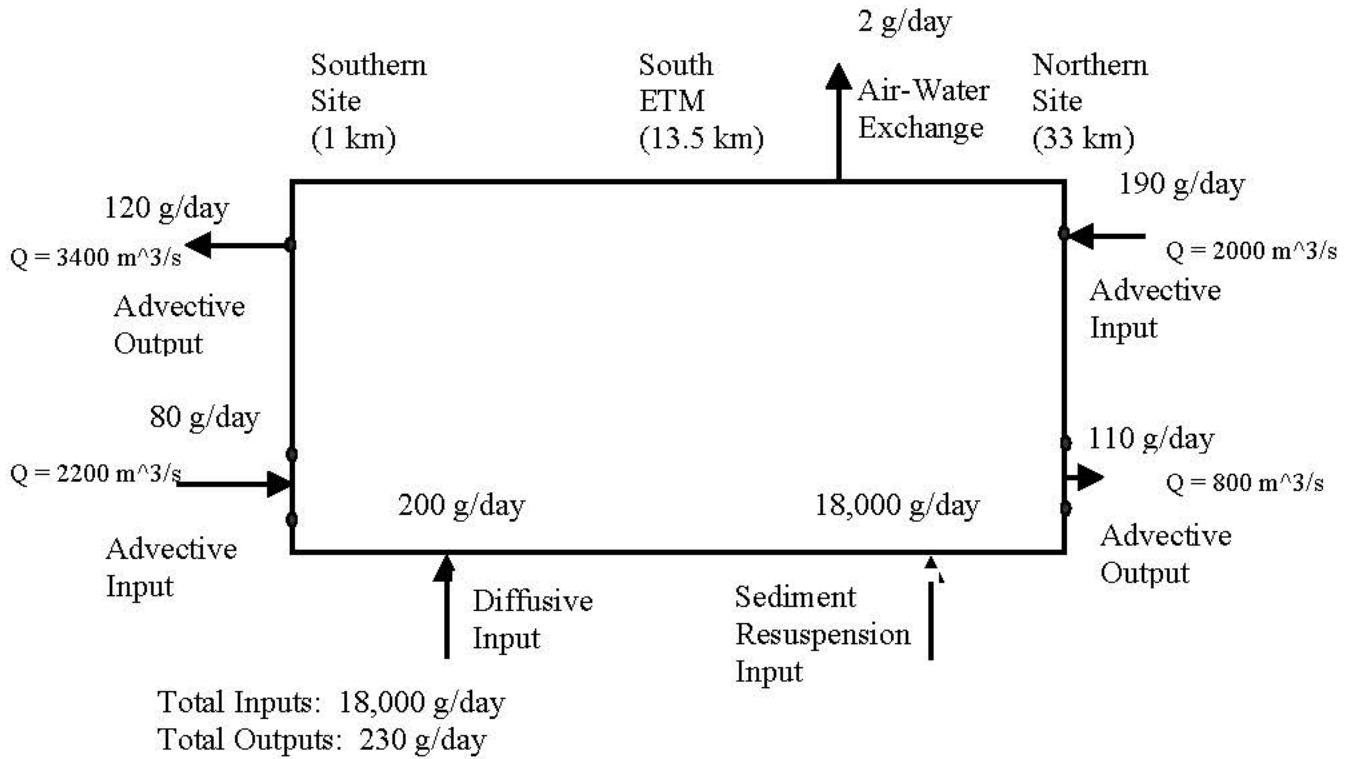 2 g/day
Southern
Site
(1 km)
South
ETM
(13.5 km)
Air-Water
Exchange
Northern
Site
(33 km)
120 g/day
Q = 3400 m^3/s
Advective
Output
190 g/day
Q = 2000 m^3/s
Advective
Input
80 g/day
Q = 2200 m^3/s
Advective
Input
110 g/day
Q = 800 m^3/s
Advective
Output
200 g/day
18,000 g/day
Diffusive
Input
Sediment
Resuspension
Input
Total Inputs: 18,000 g/day
Total Outputs: 230 g/day